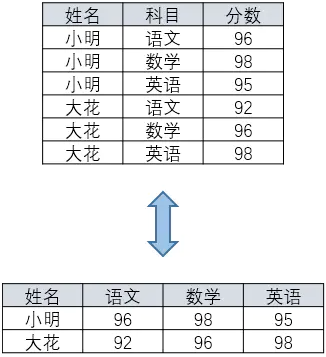 姓名 科目 分数
小明 语文 96
小明 数学 98
小明 英语 95
大花 语文 92
大花 数学 96
大花 英语 98
姓名 语文 数学 英语
小明 96 98 95
大花 92 96 98